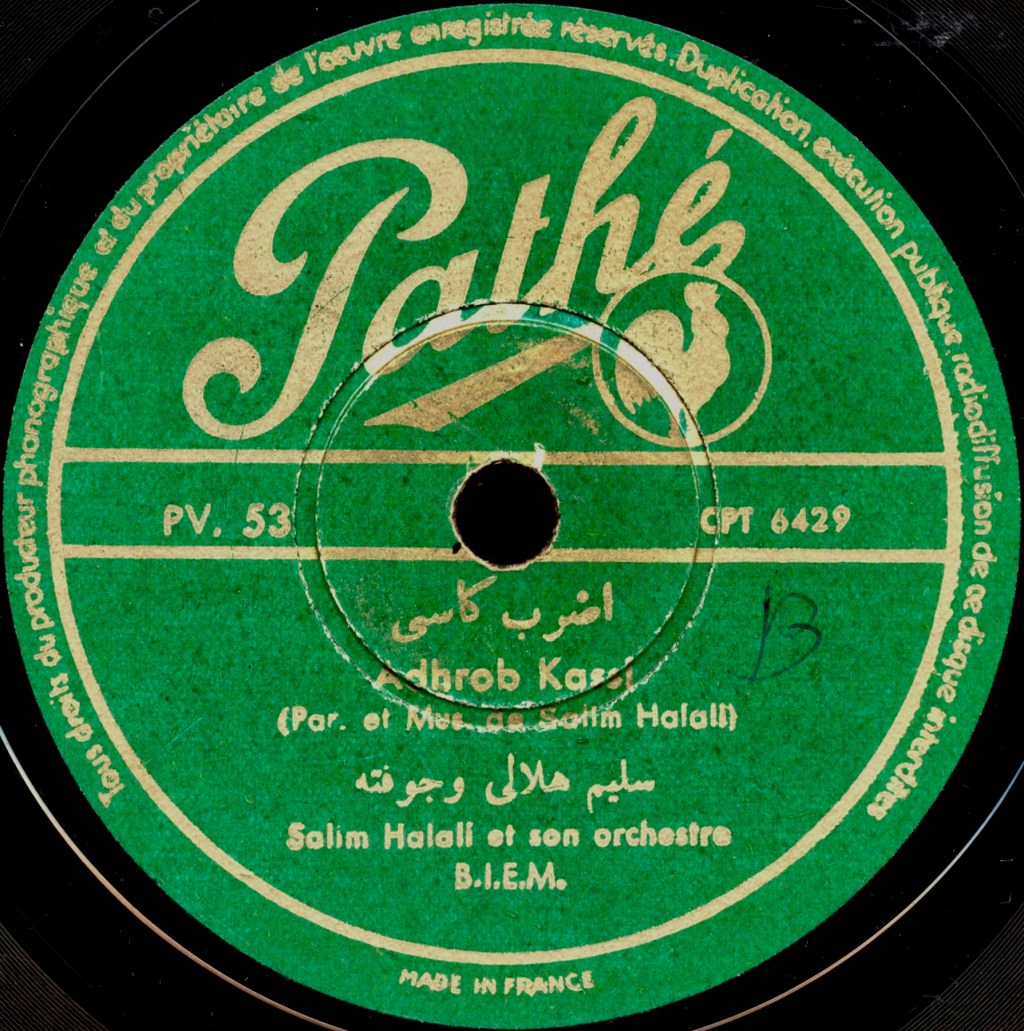 Tous droits du producteur phonographique et du propriétaire de l'oeuvre enregistrée réservés. Duplication, exécution publique, radiodiffusion de ce disque interdites
Pathé
PV. 53
CPT 6429
اضرب كاسى
Adhrob Kassi
(Par. et Mus. de Salim Halali)
B
سليم هلالى وجوقته
Salim Halali et son orchestre
B.I.E.M.
MADE IN FRANCE